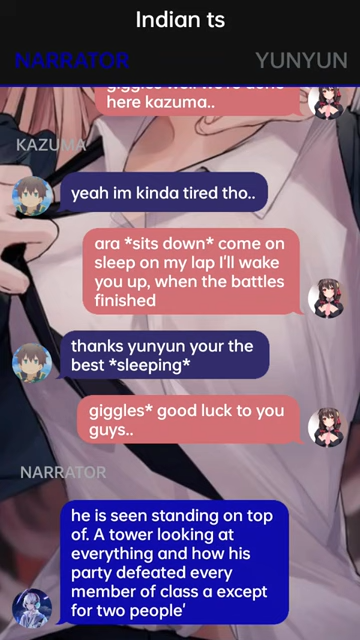 Indian ts
NARRATOR YUNYUN
here kazuma..
KAZUMA
yeah im kinda tired tho..
ara *sits down* come on
sleep on my lap I'll wake
you up, when the battles
finished
thanks yunyun your the
best *sleeping*
giggles* good luck to you
guys..
NARRATOR
he is seen standing on top
of. A tower looking at
everything and how his
party defeated every
member of class a except
for two people'